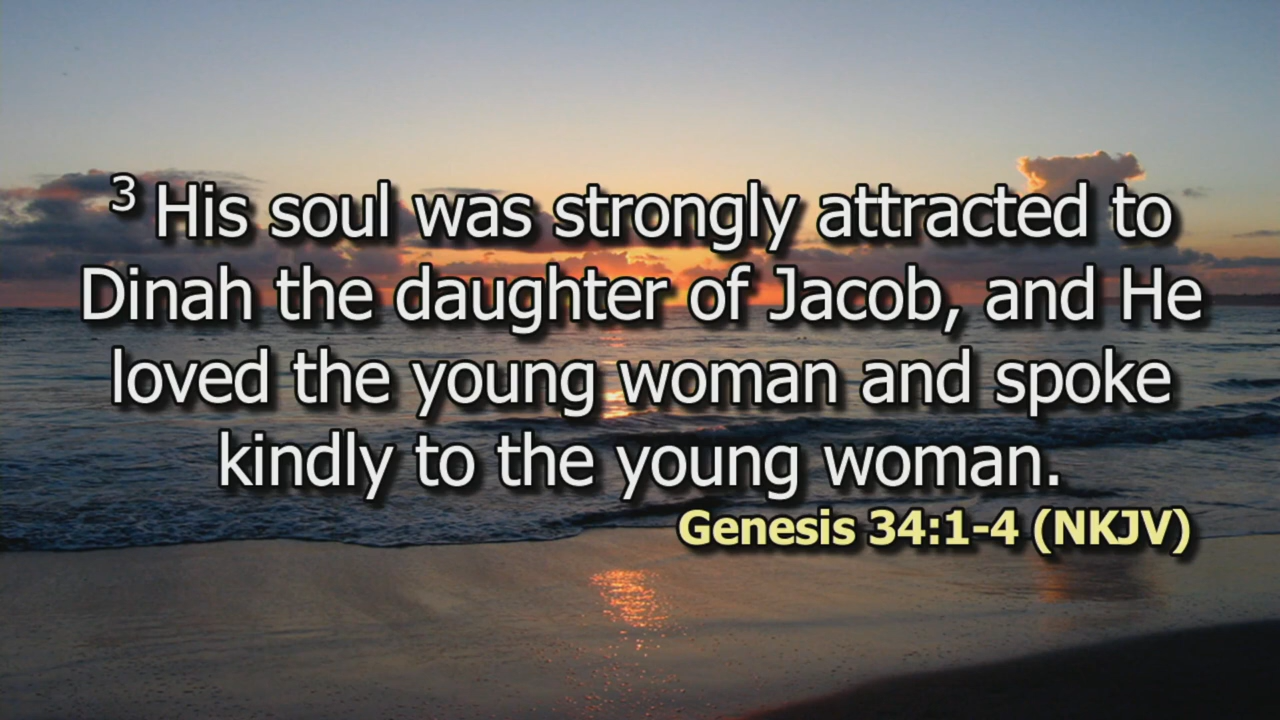 3 His soul was strongly attracted to
Dinah the daughter of Jacob, and He
loved the young woman and spoke
kindly to the young woman.
Genesis 34:1-4 (NKJV)